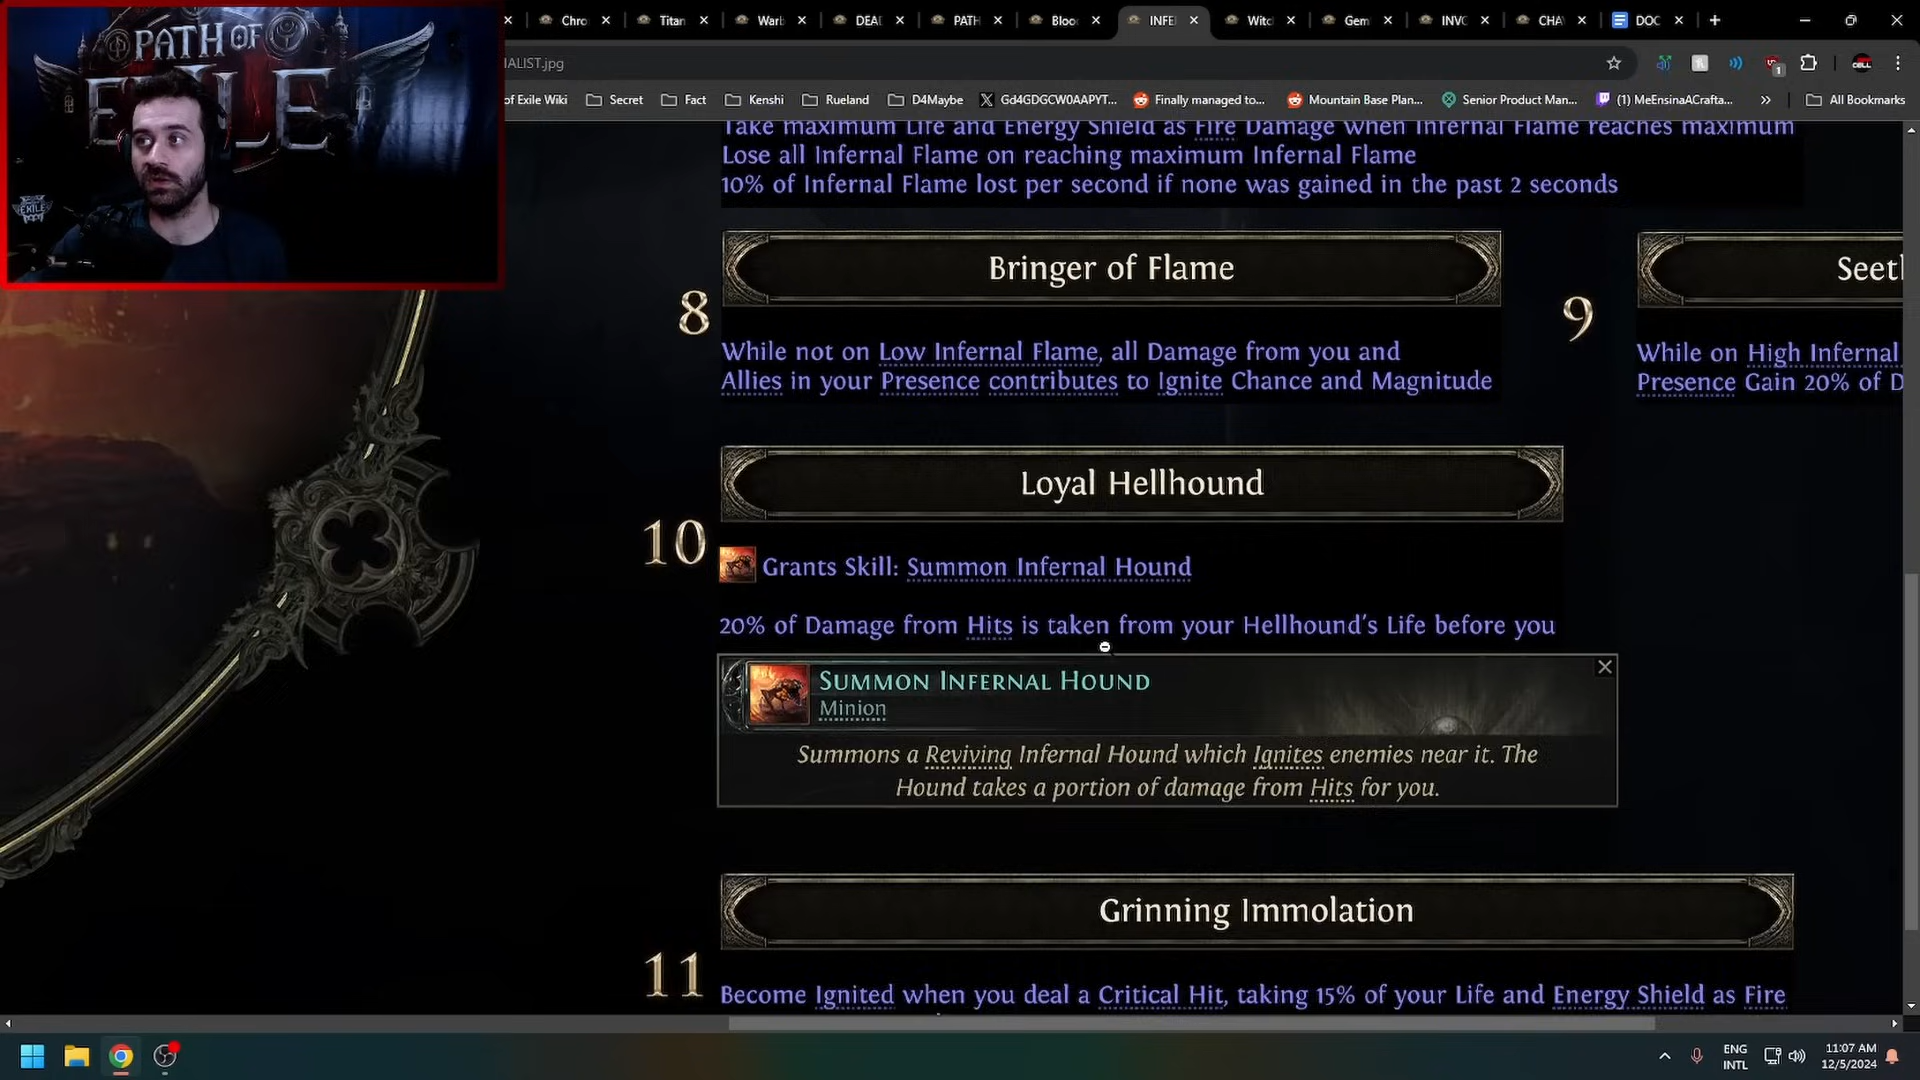 PATH OF
EXILE
EXILE
Chro
Titan
Warb
DEA
PATH
Bloo
INFE
Witc
Gem
INVO
CHA
DOC
IALIST.jpg
1
CELL
of Exile Wiki
Secret
Fact
Kenshi
Rueland
D4Maybe
Gd4GDGCW0AAPYT...
Finally managed to...
Mountain Base Plan...
Senior Product Man...
(1) MeEnsinaACrafta...
»
All Bookmarks
Take maximum Life and Energy Shield as Fire Damage when Infernal Flame reaches maximum
Lose all Infernal Flame on reaching maximum Infernal Flame
10% of Infernal Flame lost per second if none was gained in the past 2 seconds
8
Bringer of Flame
While not on Low Infernal Flame, all Damage from you and
Allies in your Presence contributes to Ignite Chance and Magnitude
9
Seeth
While on High Infernal
Presence Gain 20% of D
10
Loyal Hellhound
Grants Skill: Summon Infernal Hound
20% of Damage from Hits is taken from your Hellhound's Life before you
Summon Infernal Hound
Minion
Summons a Reviving Infernal Hound which Ignites enemies near it. The
Hound takes a portion of damage from Hits for you.
11
Grinning Immolation
Become Ignited when you deal a Critical Hit, taking 15% of your Life and Energy Shield as Fire
ENG
INTL
11:07 AM
12/5/2024